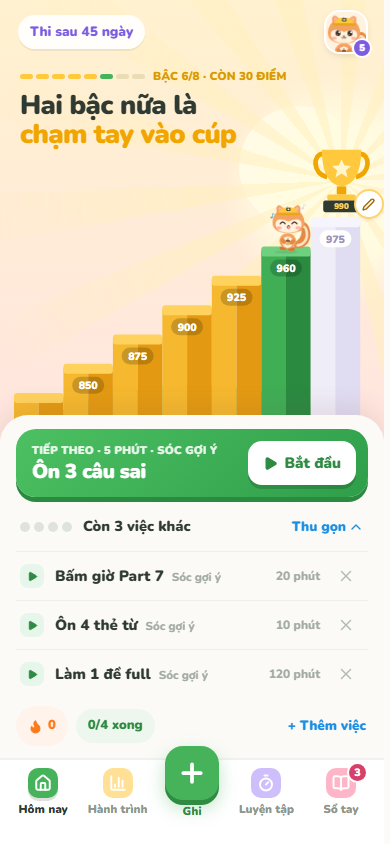 Thi sau 45 ngày
5
BẬC 6/8 · CÒN 30 ĐIỂM
Hai bậc nữa là
chạm tay vào cúp
990
975
960
925
900
875
850
TIẾP THEO · 5 PHÚT · SÓC GỢI Ý
Ôn 3 câu sai
Bắt đầu
Còn 3 việc khác
Thu gọn
Bấm giờ Part 7 Sóc gợi ý 20 phút
Ôn 4 thẻ từ Sóc gợi ý 10 phút
Làm 1 đề full Sóc gợi ý 120 phút
0
0/4 xong
+ Thêm việc
3
Hôm nay
Hành trình
Ghi
Luyện tập
Sổ tay